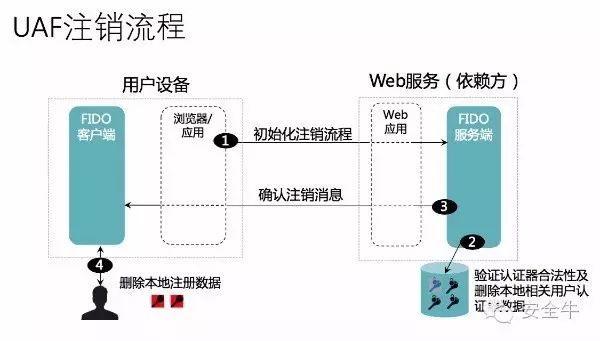 UAF注销流程
用户设备
Web服务（依赖方）
FIDO
客户端
浏览器/
应用
Web
应用
FIDO
服务端
1
初始化注销流程
确认注销消息
3
2
4
删除本地注册数据
验证认证器合法性及
删除本地相关用户认
证 数据
安全牛